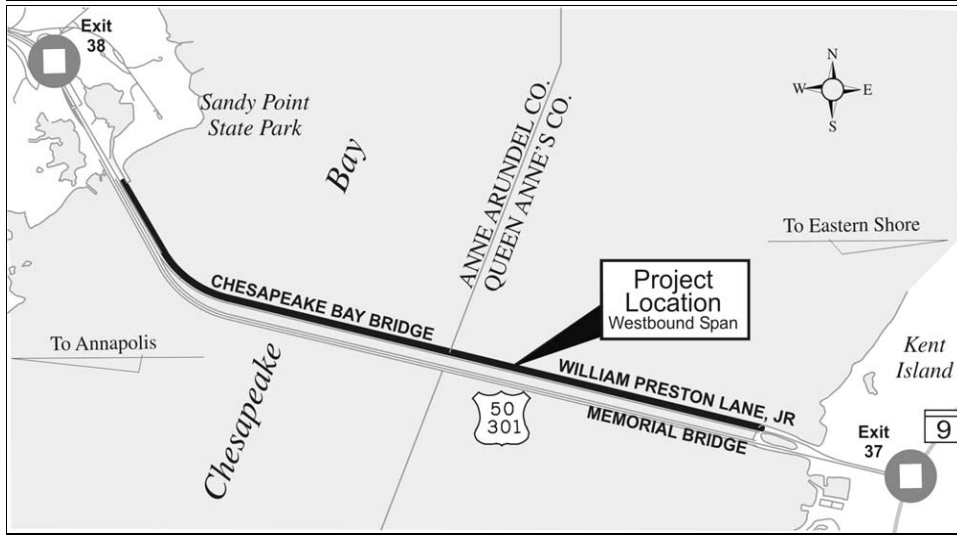 Exit
38
Sandy Point
State Park
Bay
ANNE ARUNDEL CO.
QUEEN ANNE'S CO.
N
W
E
S
To Eastern Shore
Project
Location
Westbound Span
CHESAPEAKE BAY BRIDGE
To Annapolis
Chesapeake
50
301
WILLIAM PRESTON LANE, JR
MEMORIAL BRIDGE
Kent
Island
Exit
37
9